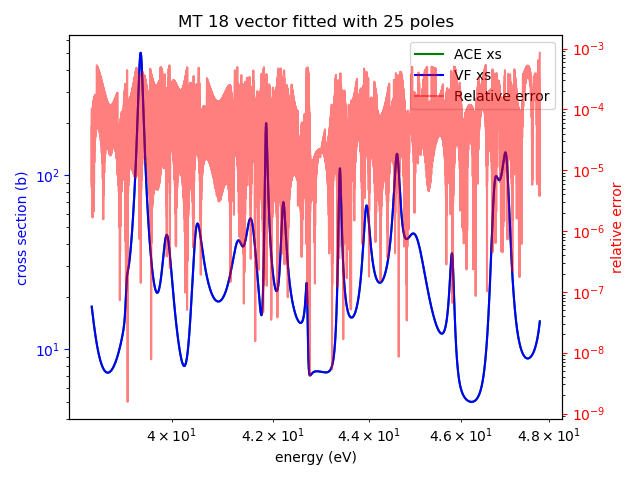 MT 18 vector fitted with 25 poles
ACE xs
VF xs
Relative error
cross section (b)
10²
10¹
relative error
10⁻³
10⁻⁴
10⁻⁵
10⁻⁶
10⁻⁷
10⁻⁸
10⁻⁹
4 × 10¹
4.2 × 10¹
4.4 × 10¹
4.6 × 10¹
4.8 × 10¹
energy (eV)